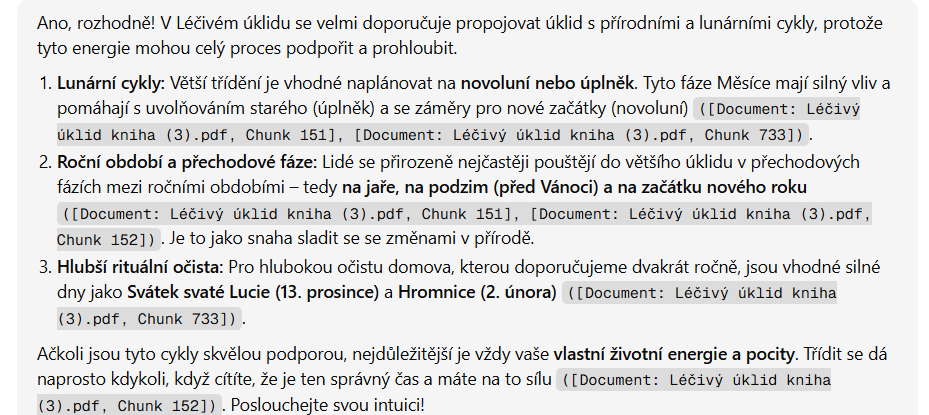 Ano, rozhodně! V Léčivém úklidu se velmi doporučuje propojovat úklid s přírodními a lunárními cykly, protože
tyto energie mohou celý proces podpořit a prohloubit.
1. Lunární cykly: Větší třídění je vhodné naplánovat na novoluní nebo úplněk. Tyto fáze Měsíce mají silný vliv a
pomáhají s uvolňováním starého (úplněk) a se záměry pro nové začátky (novoluní) ([Document: Léčivý
úklid kniha (3).pdf, Chunk 151], [Document: Léčivý úklid kniha (3).pdf, Chunk 733]).
2. Roční období a přechodové fáze: Lidé se přirozeně nejčastěji pouštějí do většího úklidu v přechodových
fázích mezi ročními obdobími – tedy na jaře, na podzim (před Vánoci) a na začátku nového roku
([Document: Léčivý úklid kniha (3).pdf, Chunk 151], [Document: Léčivý úklid kniha (3).pdf,
Chunk 152]). Je to jako snaha sladit se se změnami v přírodě.
3. Hlubší rituální očista: Pro hlubokou očistu domova, kterou doporučujeme dvakrát ročně, jsou vhodné silné
dny jako Svátek svaté Lucie (13. prosince) a Hromnice (2. února) ([Document: Léčivý úklid kniha
(3).pdf, Chunk 733]).
Ačkoli jsou tyto cykly skvělou podporou, nejdůležitější je vždy vaše vlastní životní energie a pocity. Třídit se dá
naprosto kdykoli, když cítíte, že je ten správný čas a máte na to sílu ([Document: Léčivý úklid kniha
(3).pdf, Chunk 152]). Poslouchejte svou intuici!